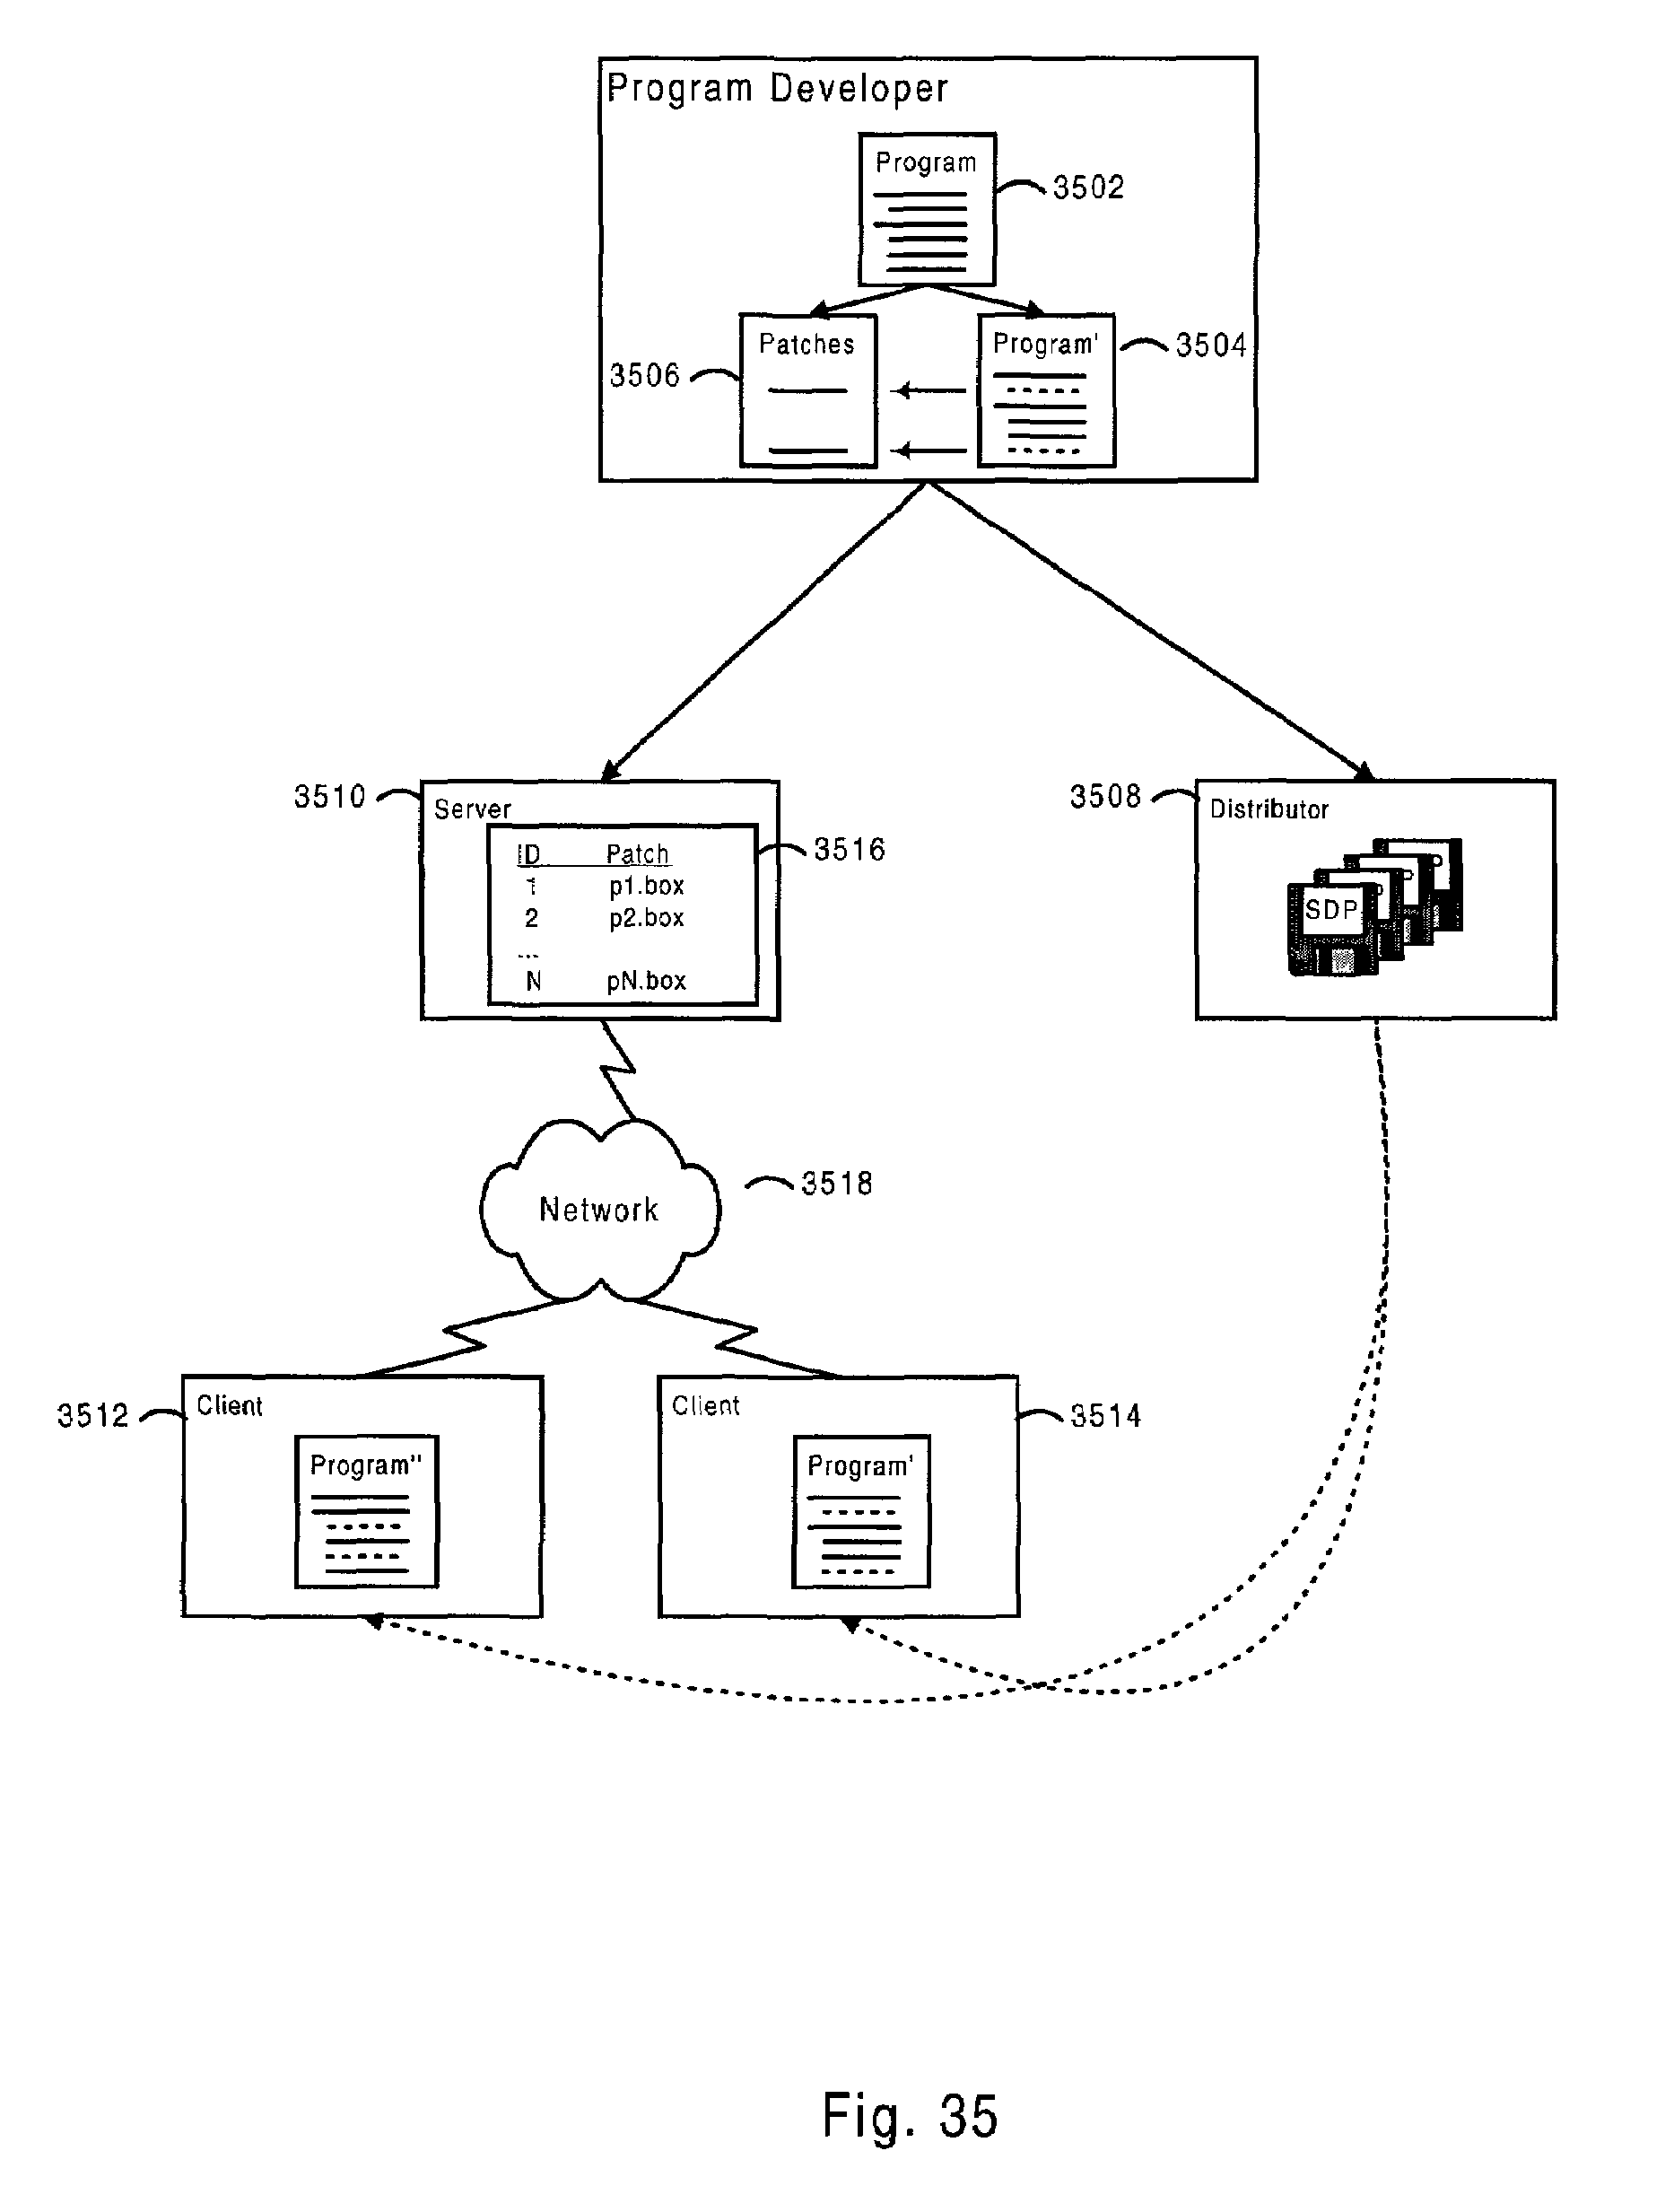 Program Developer
Program
3502
Patches
Program'
3504
3506
3510
Server
3516
ID Patch
1 p1.box
2 p2.box
...
N pN.box
3508
Distributor
SDP
Network
3518
3512
Client
Program''
Client
3514
Program'
Fig. 35